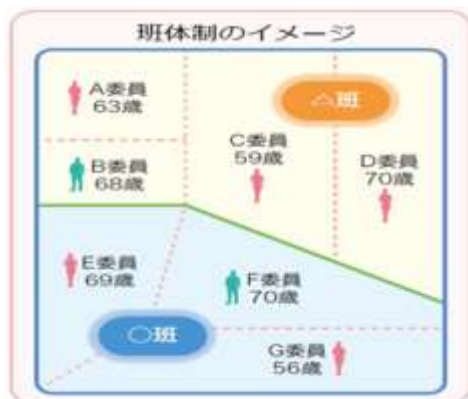 班体制のイメージ
A委員
63歳
△班
B委員
68歳
C委員
59歳
D委員
70歳
E委員
69歳
F委員
70歳
○班
G委員
56歳